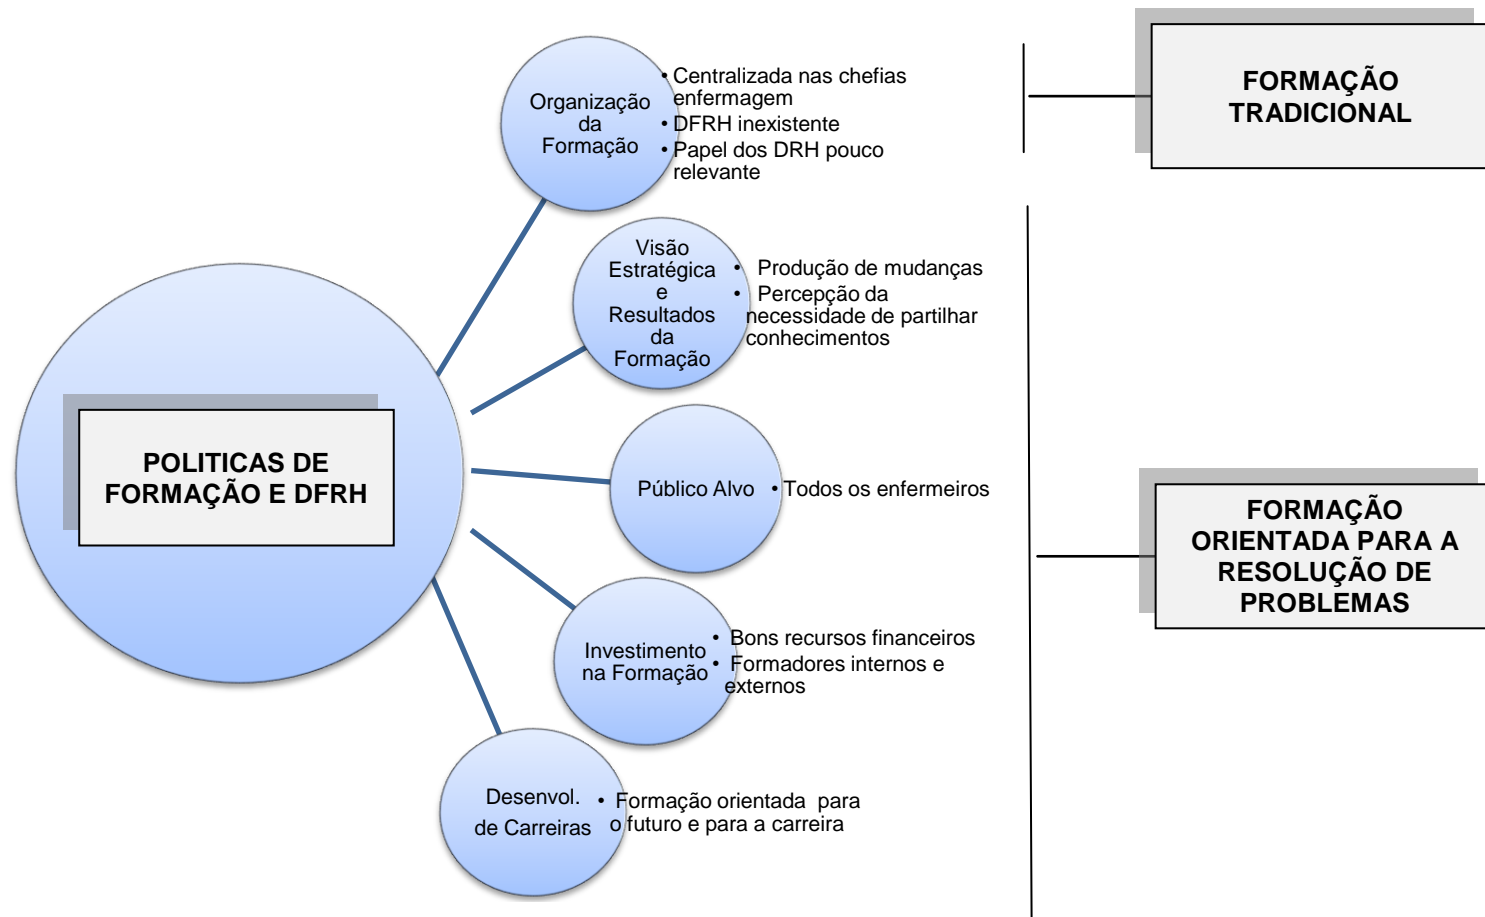 POLITICAS DE
FORMAÇÃO E DFRH
Organização
da
Formação
• Centralizada nas chefias
enfermagem
• DFRH inexistente
• Papel dos DRH pouco
relevante
Visão
Estratégica
e
Resultados
da
Formação
• Produção de mudanças
• Percepção da
necessidade de partilhar
conhecimentos
Público Alvo
• Todos os enfermeiros
Investimento
na Formação
• Bons recursos financeiros
• Formadores internos e
externos
Desenvol.
de Carreiras
• Formação orientada para
o futuro e para a carreira
FORMAÇÃO
TRADICIONAL
FORMAÇÃO
ORIENTADA PARA A
RESOLUÇÃO DE
PROBLEMAS